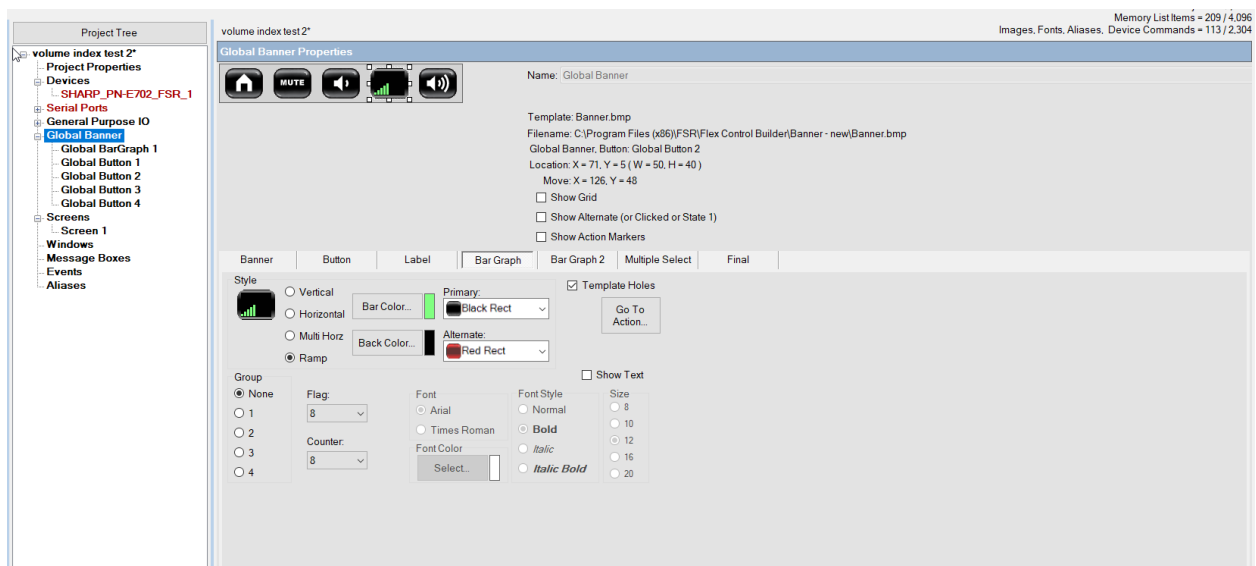 Memory List Items = 209 / 4,096
Images, Fonts, Aliases, Device Commands = 113 / 2,304
Project Tree
volume index test 2*
Project Properties
Devices
SHARP_PN-E702_FSR_1
Serial Ports
General Purpose IO
Global Banner
Global BarGraph 1
Global Button 1
Global Button 2
Global Button 3
Global Button 4
Screens
Screen 1
Windows
Message Boxes
Events
Aliases
volume index test 2*
Global Banner Properties
MUTE
Name: Global Banner
Template: Banner.bmp
Filename: C:\Program Files (x86)\FSR\Flex Control Builder\Banner - new\Banner.bmp
Global Banner, Button: Global Button 2
Location: X = 71, Y = 5 ( W = 50, H = 40 )
Move: X = 126, Y = 48
Show Grid
Show Alternate (or Clicked or State 1)
Show Action Markers
Banner Button Label Bar Graph Bar Graph 2 Multiple Select Final
Style
Vertical
Horizontal
Multi Horz
Ramp
Bar Color...
Back Color...
Primary:
Black Rect
Alternate:
Red Rect
Template Holes
Go To
Action...
Show Text
Group
None
1
2
3
4
Flag:
8
Counter:
8
Font
Arial
Times Roman
Font Color
Select...
Font Style
Normal
Bold
Italic
Italic Bold
Size
8
10
12
16
20